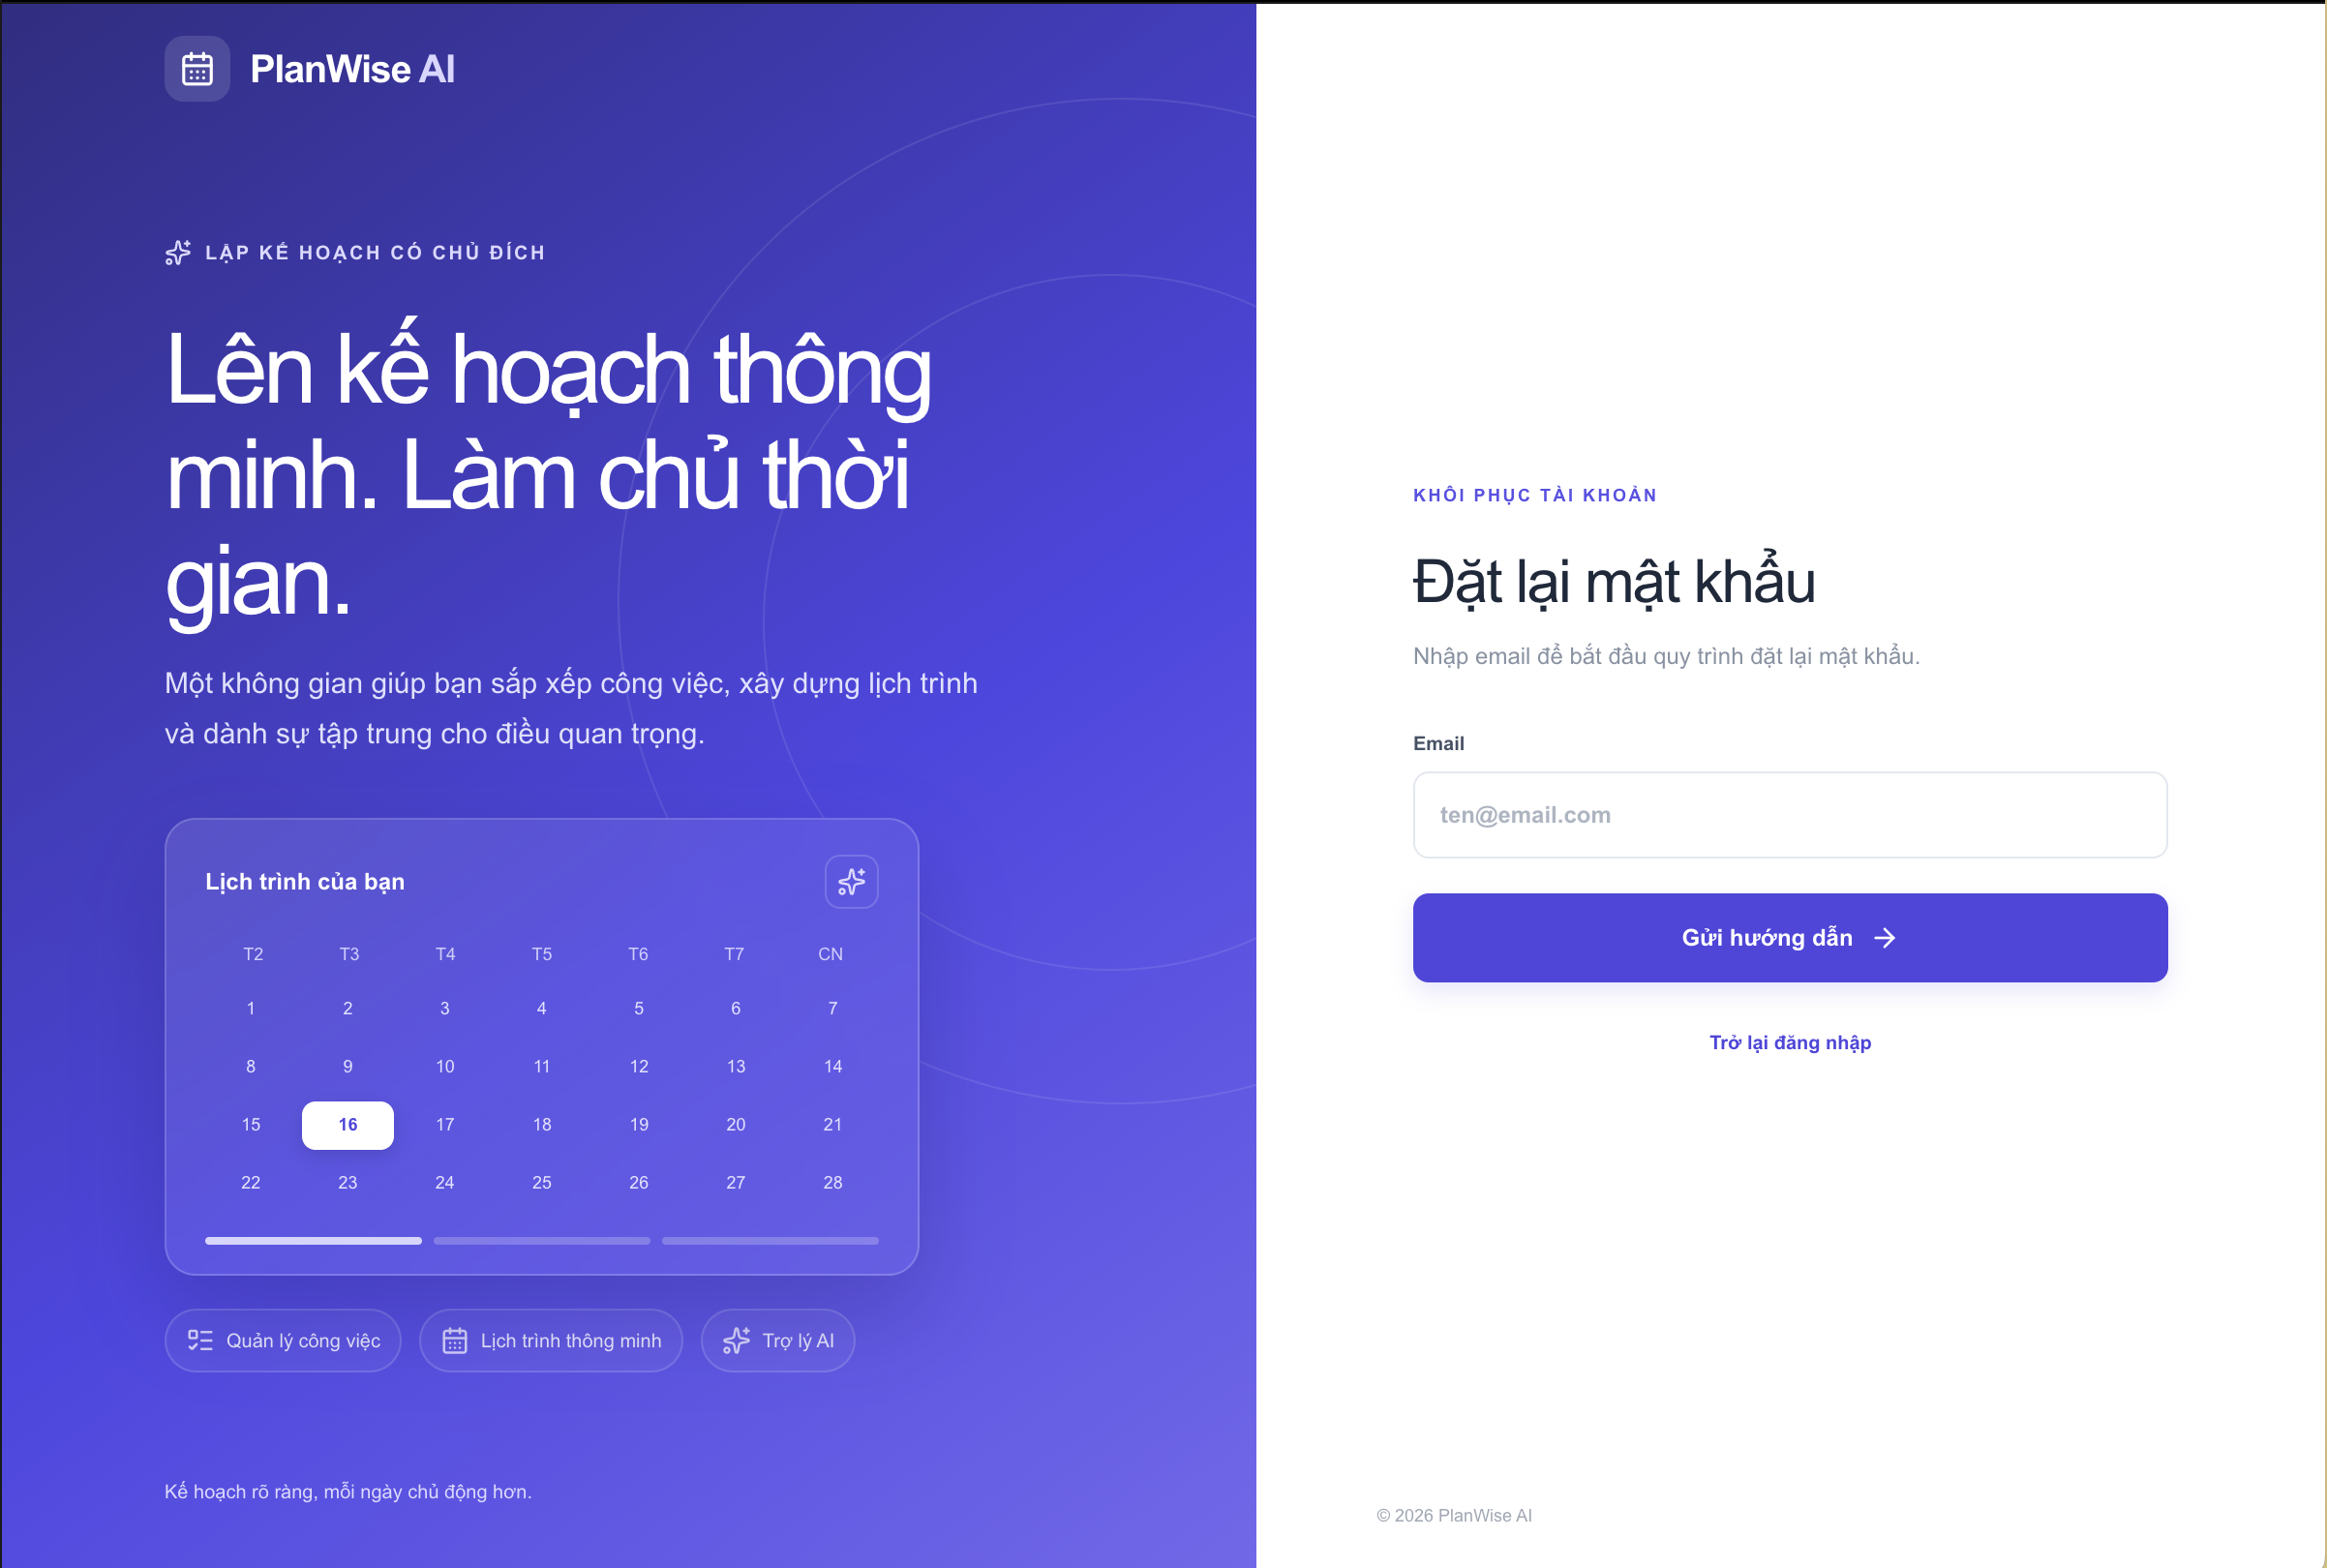 PlanWise AI
LẬP KẾ HOẠCH CÓ CHỦ ĐÍCH
Lên kế hoạch thông
minh. Làm chủ thời
gian.
Một không gian giúp bạn sắp xếp công việc, xây dựng lịch trình
và dành sự tập trung cho điều quan trọng.
Lịch trình của bạn
T2 T3 T4 T5 T6 T7 CN
1 2 3 4 5 6 7
8 9 10 11 12 13 14
15 16 17 18 19 20 21
22 23 24 25 26 27 28
Quản lý công việc Lịch trình thông minh Trợ lý AI
Kế hoạch rõ ràng, mỗi ngày chủ động hơn.
KHÔI PHỤC TÀI KHOẢN
Đặt lại mật khẩu
Nhập email để bắt đầu quy trình đặt lại mật khẩu.
Email
ten@email.com
Gửi hướng dẫn
Trở lại đăng nhập
© 2026 PlanWise AI